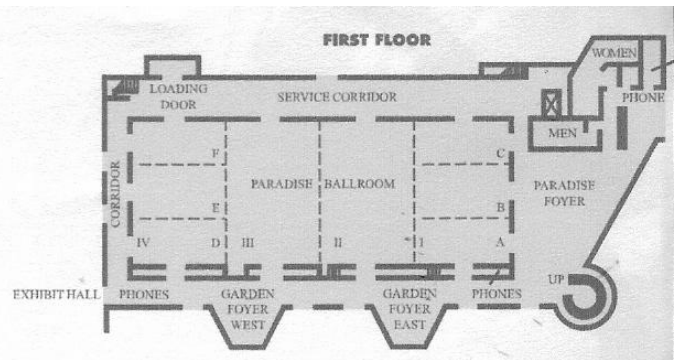 FIRST FLOOR
WOMEN
LOADING
DOOR
SERVICE CORRIDOR
PHONE
MEN
CORRIDOR
F
C
PARADISE BALLROOM
PARADISE
FOYER
E
B
IV
D
III
II
I
A
UP
EXHIBIT HALL
PHONES
GARDEN
FOYER
WEST
GARDEN
FOYER
EAST
PHONES